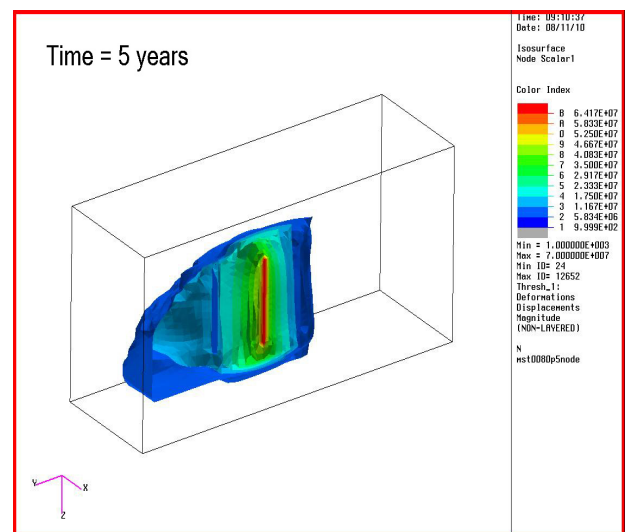 Time = 5 years
Time: 09:10:37
Date: 08/11/10
Isosurface
Node Scalar1
Color Index
B 6.417E+07
A 5.833E+07
0 5.250E+07
9 4.667E+07
8 4.083E+07
7 3.500E+07
6 2.917E+07
5 2.333E+07
4 1.750E+07
3 1.167E+07
2 5.834E+06
1 9.999E+02
Min = 1.000000E+003
Max = 7.000000E+007
Min ID= 24
Max ID= 12652
Thresh_1:
Deformations
Displacements
Magnitude
(NON-LAYERED)
N
mst0080p5node
Y
X
Z